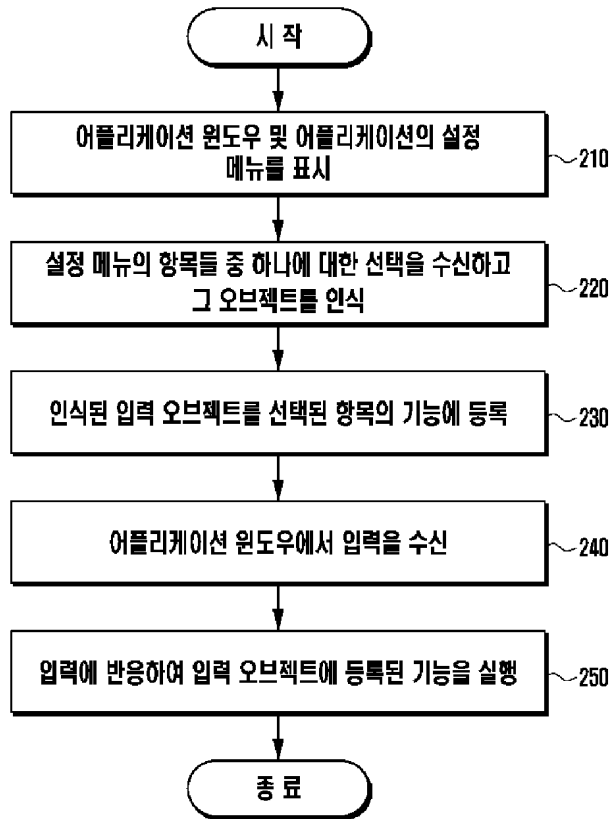 시 작
어플리케이션 윈도우 및 어플리케이션의 설정
메뉴를 표시
210
설정 메뉴의 항목들 중 하나에 대한 선택을 수신하고
그 오브젝트를 인식
220
인식된 입력 오브젝트를 선택된 항목의 기능에 등록
230
어플리케이션 윈도우에서 입력을 수신
240
입력에 반응하여 입력 오브젝트에 등록된 기능을 실행
250
종 료